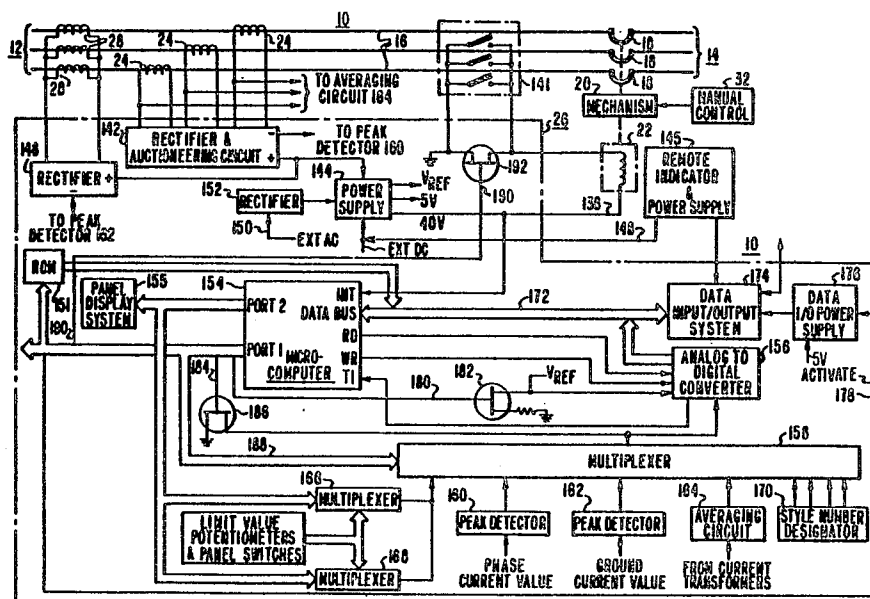 10
12
28
24
24
16
18
14
28
24
18
28
TO AVERAGING
CIRCUIT 164
141
20
18
32
MECHANISM
MANUAL
CONTROL
142
RECTIFIER &
AUCTIONEERING CIRCUIT
TO PEAK
DETECTOR 160
26
22
145
146
RECTIFIER
144
192
REMOTE
INDICATOR
&
POWER SUPPLY
152
RECTIFIER
POWER
SUPPLY
VREF
5V
40V
190
TO PEAK
DETECTOR 162
150
EXT AC
EXT DC
148
10
ROM
151
155
PANEL
DISPLAY
SYSTEM
154
INT
DATA BUS
172
174
DATA
INPUT/OUTPUT
SYSTEM
DATA
I/O POWER
SUPPLY
PORT 2
PORT 1
MICRO-
COMPUTER
RD
WR
T1
ANALOG TO
DIGITAL
CONVERTER
156
5V
ACTIVATE
178
184
180
182
VREF
186
188
158
MULTIPLEXER
166
MULTIPLEXER
160
162
164
170
LIMIT VALUE
POTENTIOMETERS
& PANEL SWITCHES
PEAK DETECTOR
PEAK DETECTOR
AVERAGING
CIRCUIT
STYLE NUMBER
DESIGNATOR
168
MULTIPLEXER
PHASE
CURRENT VALUE
GROUND
CURRENT VALUE
FROM CURRENT
TRANSFORMERS